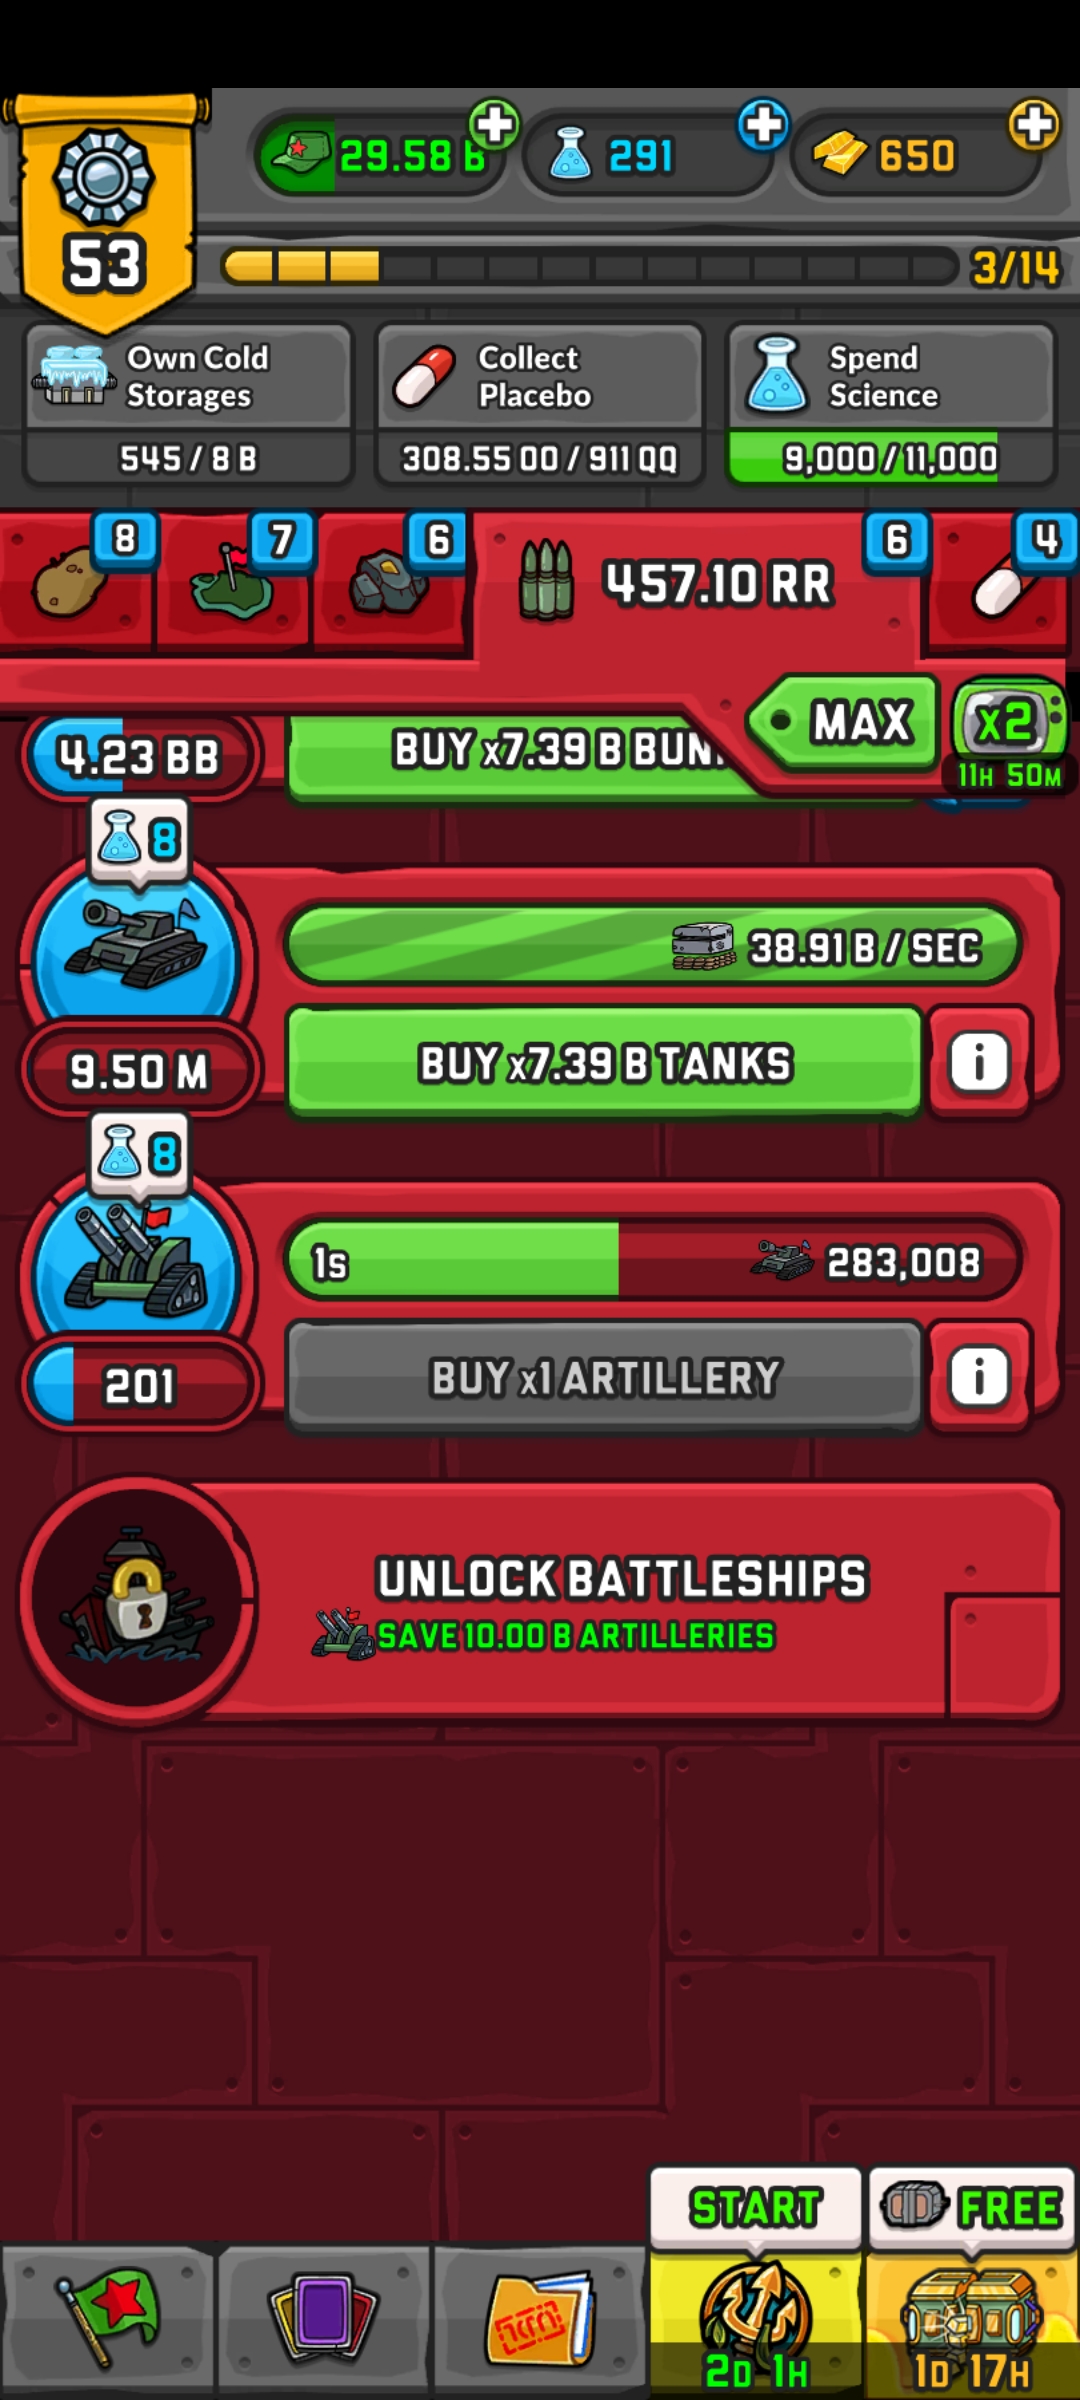 53
29.58 B
291
650
3/14
Own Cold
Storages
545 / 8 B
Collect
Placebo
308.55 OO / 911 QQ
Spend
Science
9,000 / 11,000
8
7
6
457.10 RR
6
4
MAX
x2
11H 50M
4.23 BB
BUY x7.39 B BUN
8
38.91 B / SEC
9.50 M
BUY x7.39 B TANKS
i
8
1s
283,008
201
BUY x1 ARTILLERY
i
UNLOCK BATTLESHIPS
SAVE 10.00 B ARTILLERIES
START
FREE
2D 1H
1D 17H